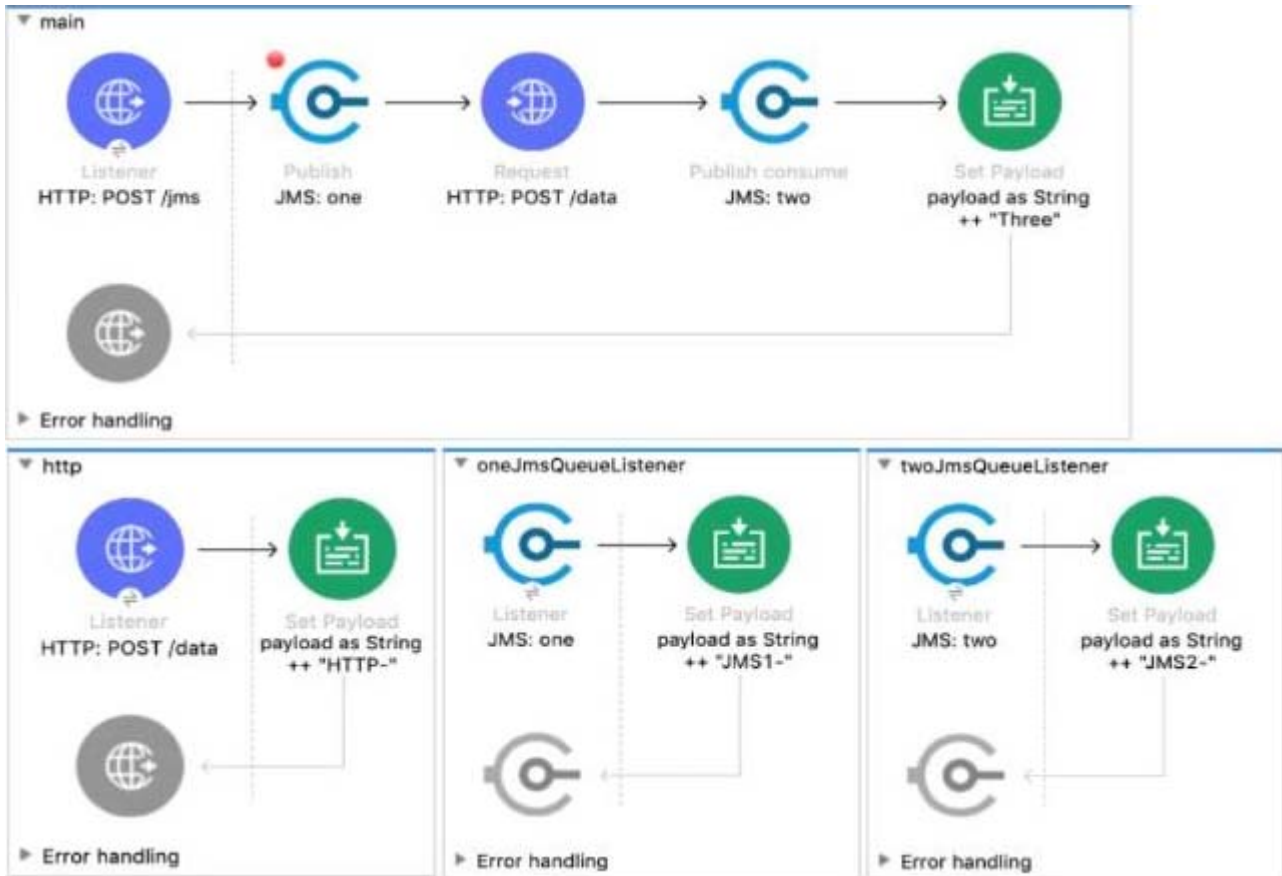 main
Listener
HTTP: POST /jms
Publish
JMS: one
Request
HTTP: POST /data
Publish consume
JMS: two
Set Payload
payload as String
++ "Three"
Error handling
http
Listener
HTTP: POST /data
Set Payload
payload as String
++ "HTTP-"
Error handling
oneJmsQueueListener
Listener
JMS: one
Set Payload
payload as String
++ "JMS1-"
Error handling
twoJmsQueueListener
Listener
JMS: two
Set Payload
payload as String
++ "JMS2-"
Error handling